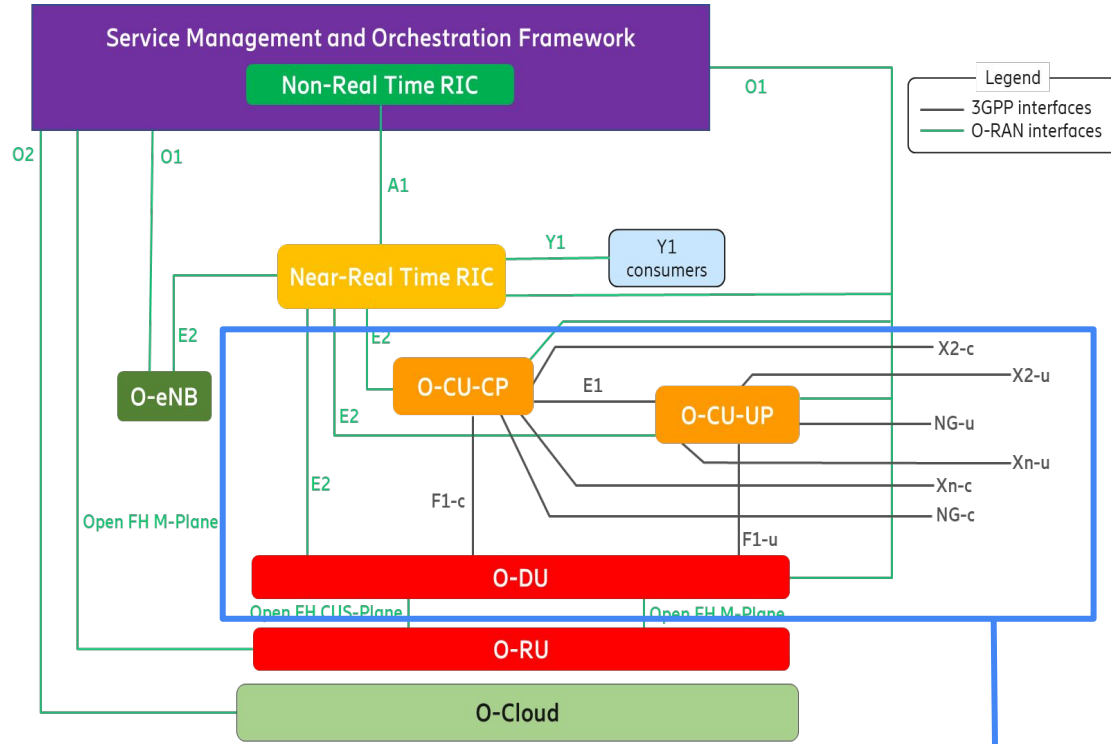 Service Management and Orchestration Framework
Non-Real Time RIC
O1
Legend
3GPP interfaces
O-RAN interfaces
O2
O1
A1
Near-Real Time RIC
Y1
Y1
consumers
E2
E2
O-eNB
O-CU-CP
E1
O-CU-UP
X2-c
X2-u
NG-u
Xn-u
Xn-c
NG-c
E2
E2
F1-c
F1-u
Open FH M-Plane
O-DU
Open FH CUS-Plane
Open FH M-Plane
O-RU
O-Cloud